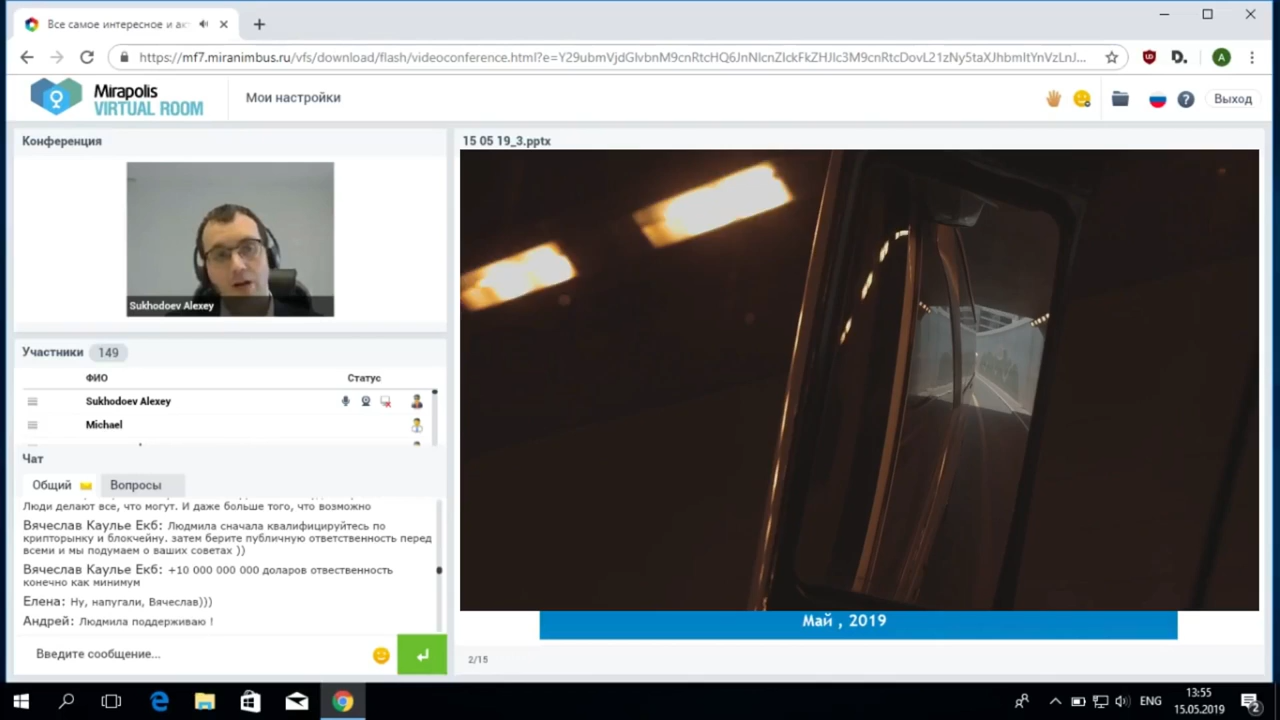 Все самое интересное и ак
https://mf7.miranimbus.ru/vfs/download/flash/videoconference.html?e=Y29ubmVjdGlvbnM9cnRtcHQ6JnNlcnZlckFkZHJlc3M9cnRtcDovL21zNy5taXJhbmltYnVzLnJ...
Mirapolis
VIRTUAL ROOM
Мои настройки
Выход
Конференция
Sukhodoev Alexey
15 05 19_3.pptx
Участники 149
ФИО Статус
Sukhodoev Alexey
Michael
Чат
Общий Вопросы
Люди делают все, что могут. И даже больше того, что возможно
Вячеслав Каулье Екб: Людмила сначала квалифицируйтесь по
крипторынку и блокчейну. затем берите публичную ответственность перед
всеми и мы подумаем о ваших советах ))
Вячеслав Каулье Екб: +10 000 000 000 доларов отвественность
конечно как минимум
Елена: Ну, напугали, Вячеслав)))
Андрей: Людмила поддерживаю !
Введите сообщение...
Май , 2019
2/15
ENG
13:55
15.05.2019
2